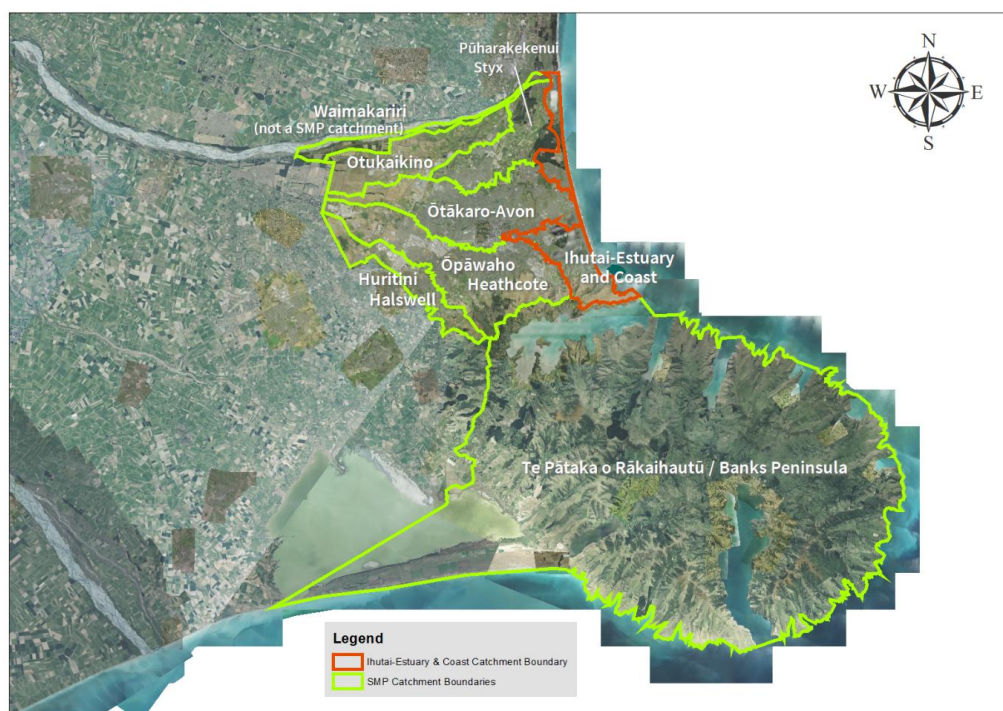 Pūharakekenui
Styx
N
W
E
S
Waimakariri
(not a SMP catchment)
Ōtukaikino
Ōtākaro-Avon
Ōpāwaho
Heathcote
Ihutai-Estuary
and Coast
Huritini
Halswell
Te Pātaka o Rākaihautū / Banks Peninsula
Legend
Ihutai-Estuary & Coast Catchment Boundary
SMP Catchment Boundaries